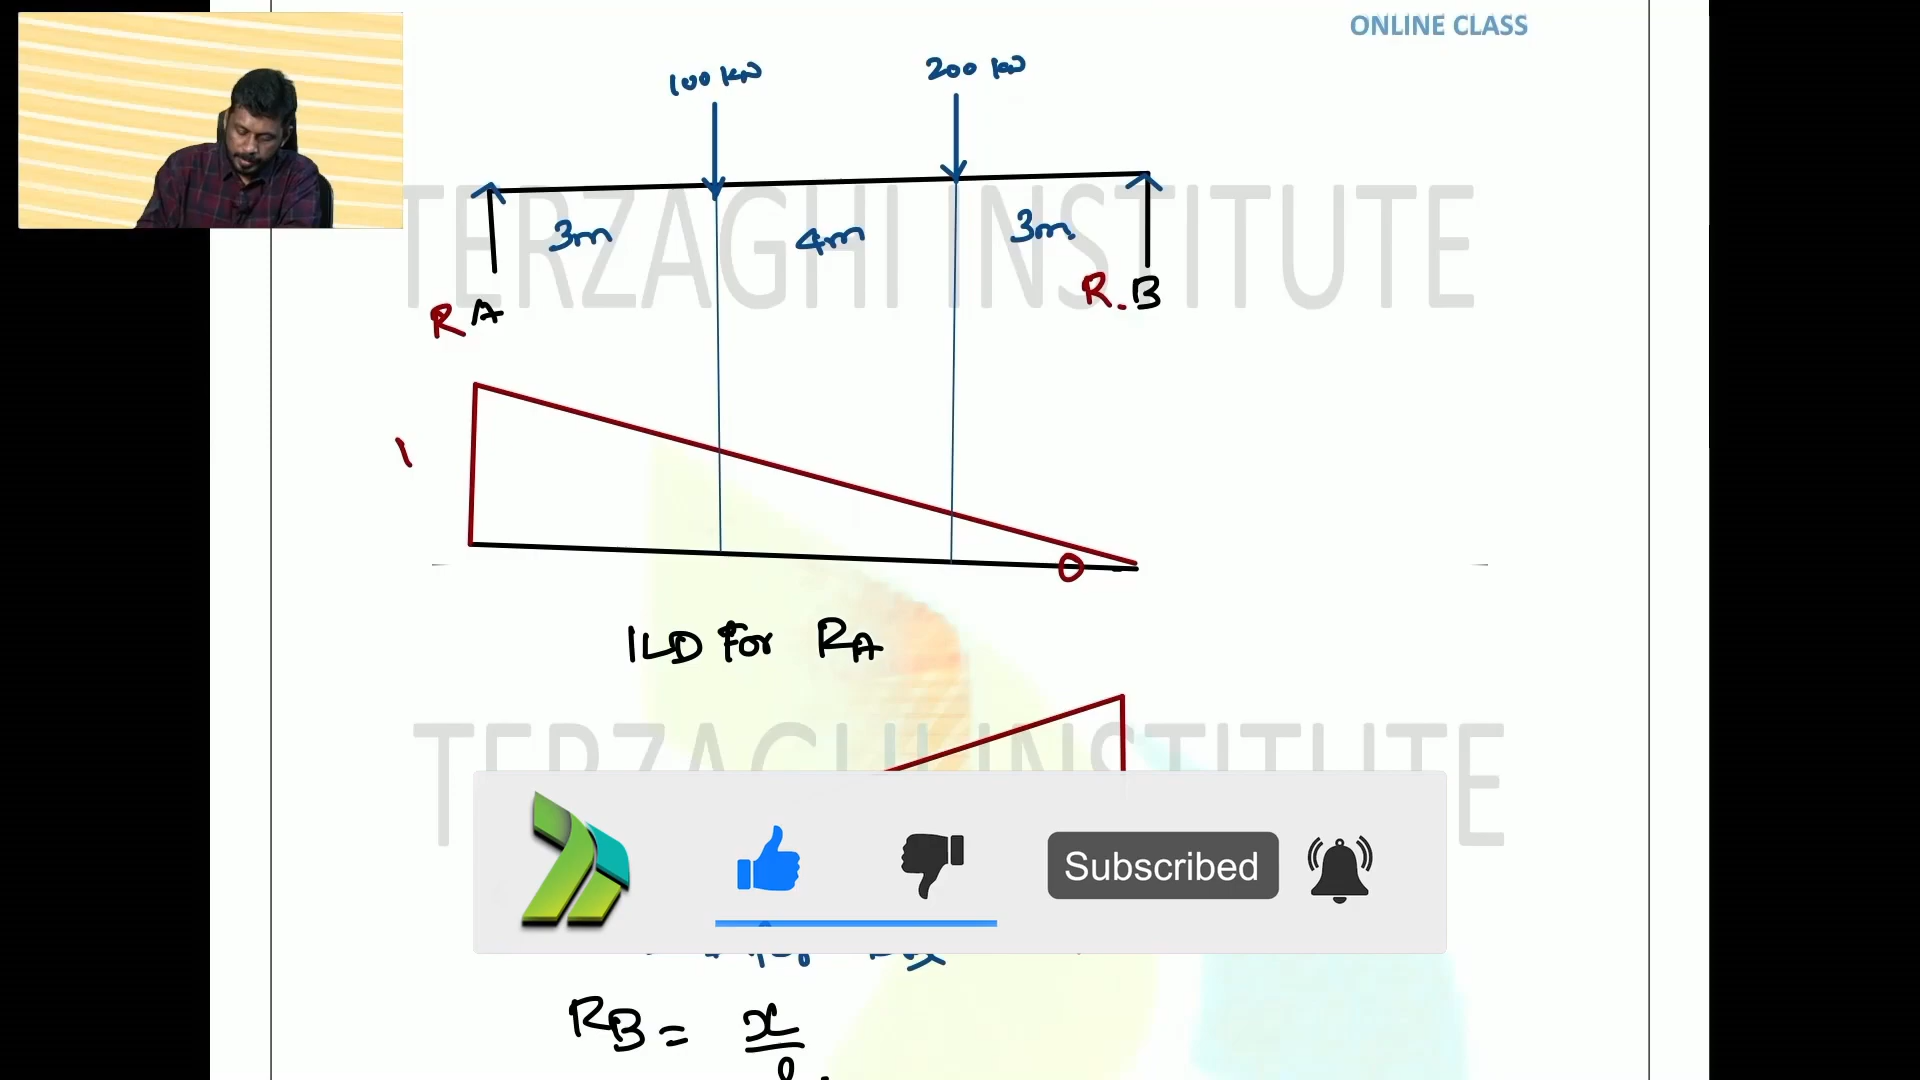 ONLINE CLASS
100 kN
200 kN
3m
4m
3m
TERZAGHI INSTITUTE
RA
R.B
1
0
ILD for RA
TERZAGHI INSTITUTE
Subscribed
RB = x
l